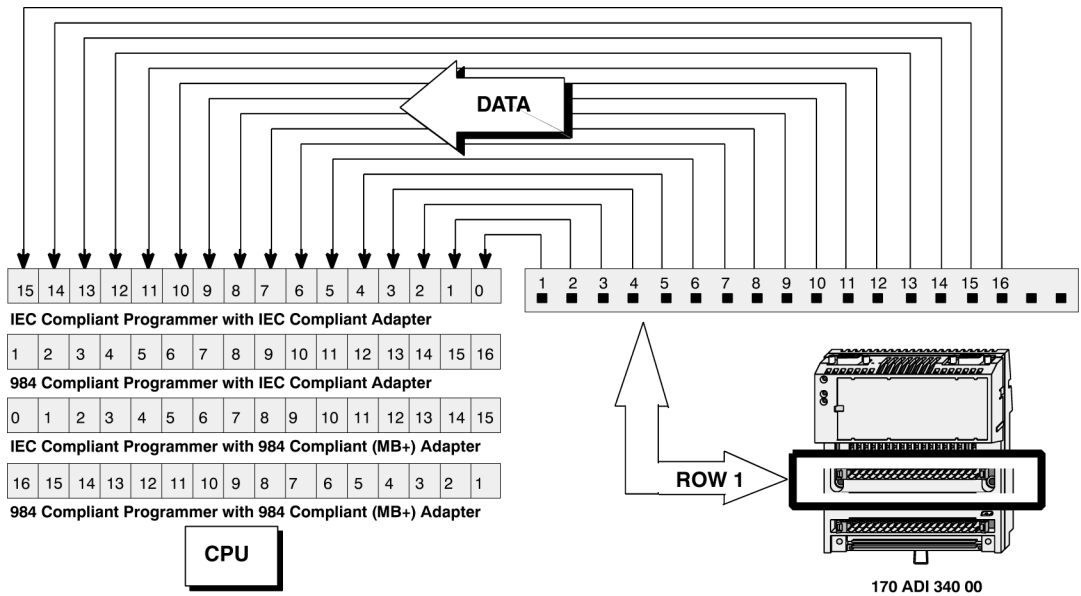 DATA
15 14 13 12 11 10 9 8 7 6 5 4 3 2 1 0
IEC Compliant Programmer with IEC Compliant Adapter
1 2 3 4 5 6 7 8 9 10 11 12 13 14 15 16
984 Compliant Programmer with IEC Compliant Adapter
0 1 2 3 4 5 6 7 8 9 10 11 12 13 14 15
IEC Compliant Programmer with 984 Compliant (MB+) Adapter
16 15 14 13 12 11 10 9 8 7 6 5 4 3 2 1
984 Compliant Programmer with 984 Compliant (MB+) Adapter
CPU
1 2 3 4 5 6 7 8 9 10 11 12 13 14 15 16
ROW 1
170 ADI 340 00